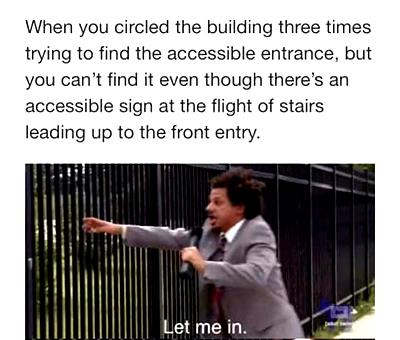 When you circled the building three times
trying to find the accessible entrance, but
you can’t find it even though there’s an
accessible sign at the flight of stairs
leading up to the front entry.
Let me in.